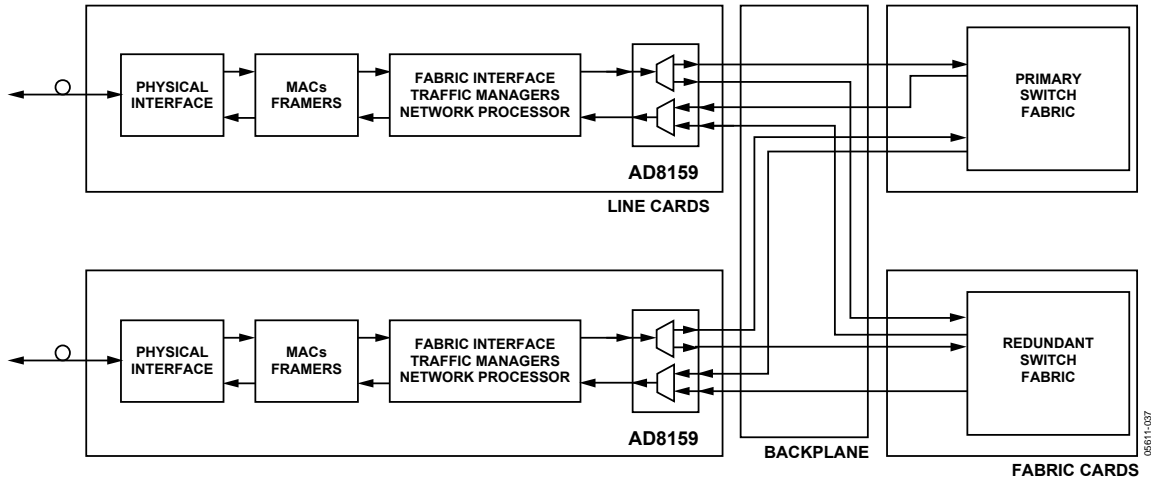 PHYSICAL
INTERFACE
MACs
FRAMERS
FABRIC INTERFACE
TRAFFIC MANAGERS
NETWORK PROCESSOR
AD8159
LINE CARDS
PRIMARY
SWITCH
FABRIC
PHYSICAL
INTERFACE
MACs
FRAMERS
FABRIC INTERFACE
TRAFFIC MANAGERS
NETWORK PROCESSOR
AD8159
BACKPLANE
REDUNDANT
SWITCH
FABRIC
FABRIC CARDS
05611-037